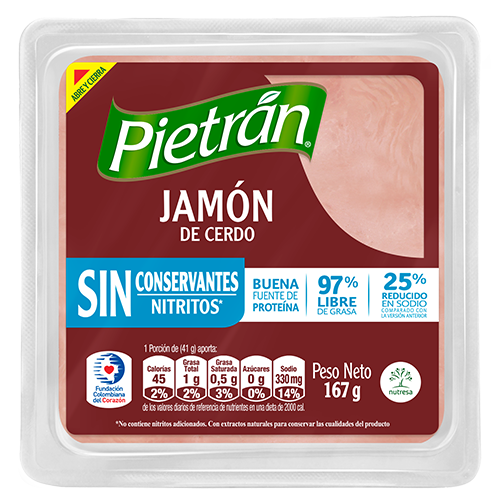 ABRE Y CIERRA
Pietrán®
JAMÓN
DE CERDO
SIN CONSERVANTES
NITRITOS*
BUENA
FUENTE DE
PROTEÍNA
97%
LIBRE
DE GRASA
25%
REDUCIDO
EN SODIO
COMPARADO CON
LA VERSIÓN ANTERIOR
1 Porción de (41 g) aporta:
Calorías
45
2%
Grasa
Total
1 g
2%
Grasa
Saturada
0,5 g
3%
Azúcares
0 g
0%
Sodio
330 mg
14%
de los valores diarios de referencia de nutrientes en una dieta de 2000 cal.
Fundación
Colombiana
del Corazón
Peso Neto
167 g
nutresa
*No contiene nitritos adicionados. Con extractos naturales para conservar las cualidades del producto